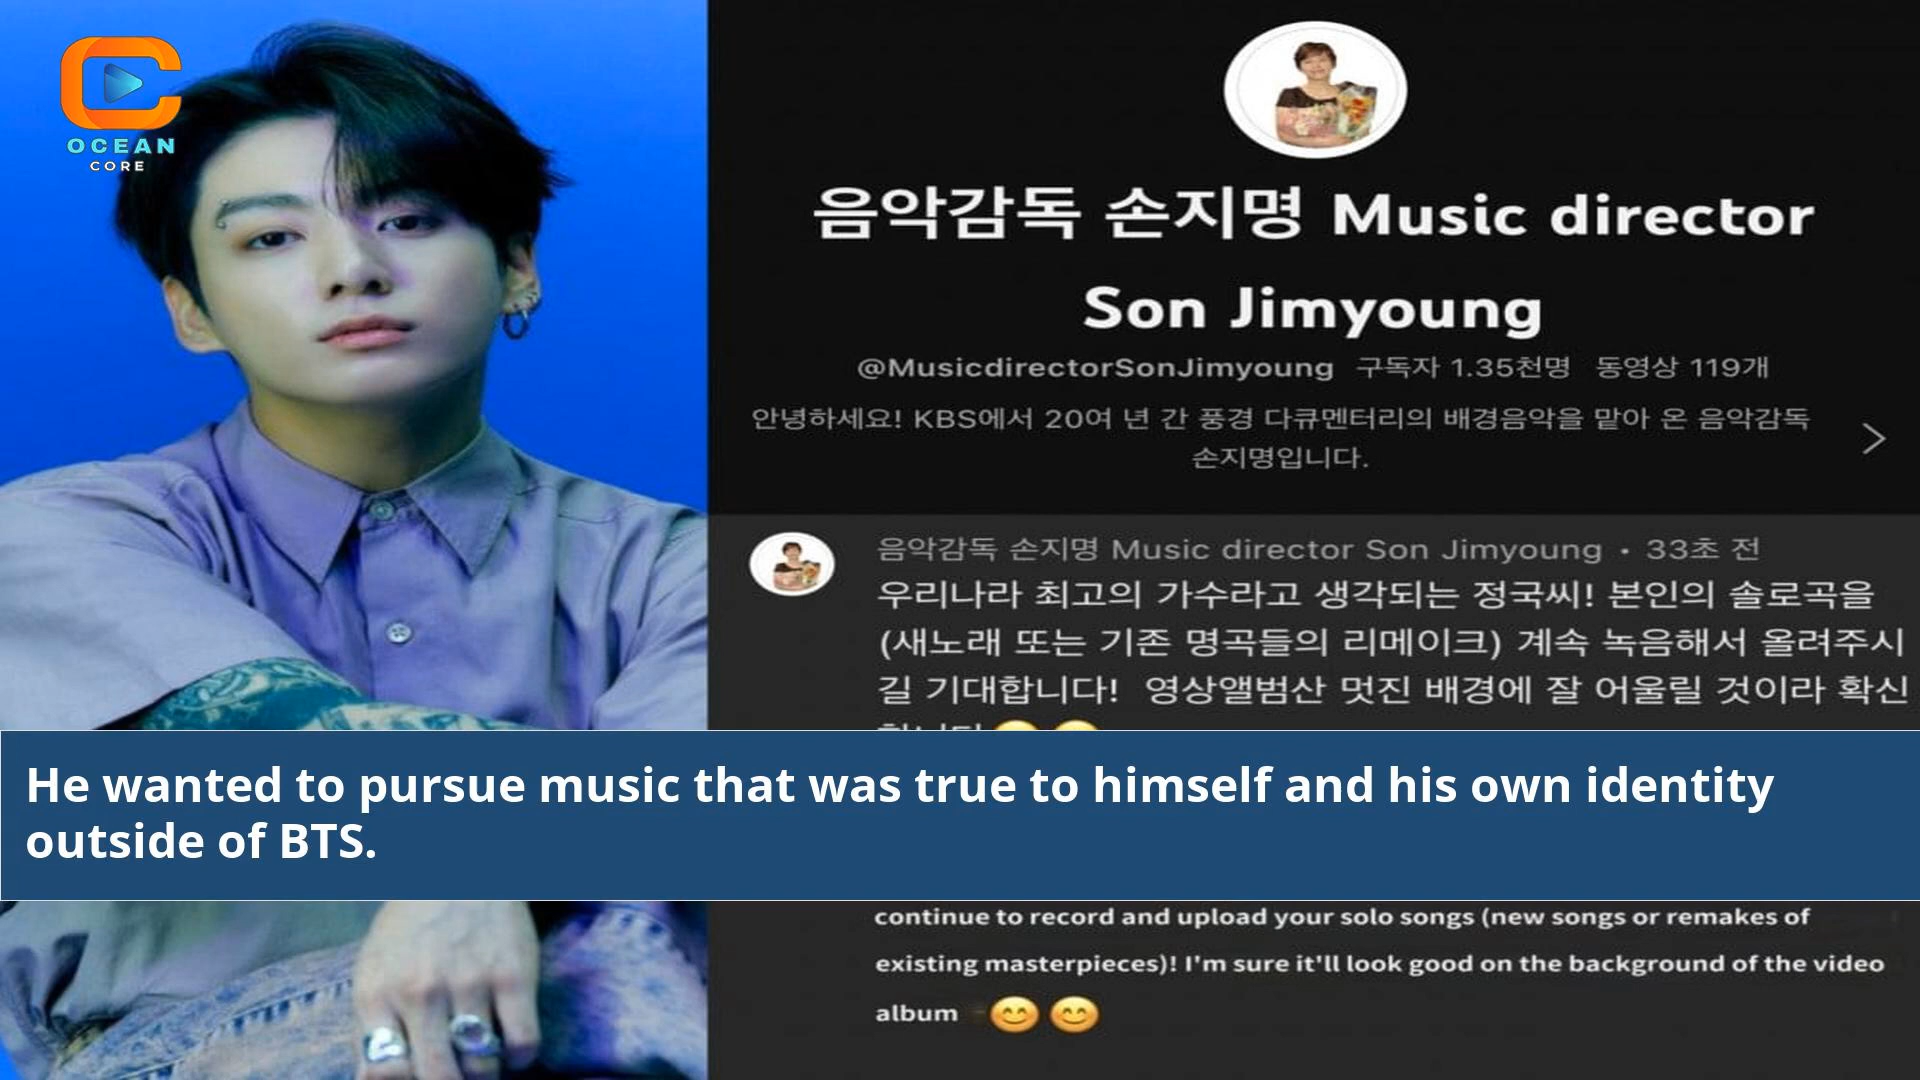 OCEAN
CORE
음악감독 손지명 Music director
Son Jimyoung
@MusicdirectorSonJimyoung 구독자 1.35천명 동영상 119개
안녕하세요! KBS에서 20여 년 간 풍경 다큐멘터리의 배경음악을 맡아 온 음악감독
손지명입니다.
음악감독 손지명 Music director Son Jimyoung • 33초 전
우리나라 최고의 가수라고 생각되는 정국씨! 본인의 솔로곡을
(새노래 또는 기존 명곡들의 리메이크) 계속 녹음해서 올려주시
길 기대합니다! 영상앨범산 멋진 배경에 잘 어울릴 것이라 확신
He wanted to pursue music that was true to himself and his own identity
outside of BTS.
continue to record and upload your solo songs (new songs or remakes of
existing masterpieces)! I'm sure it'll look good on the background of the video
album 😊😊